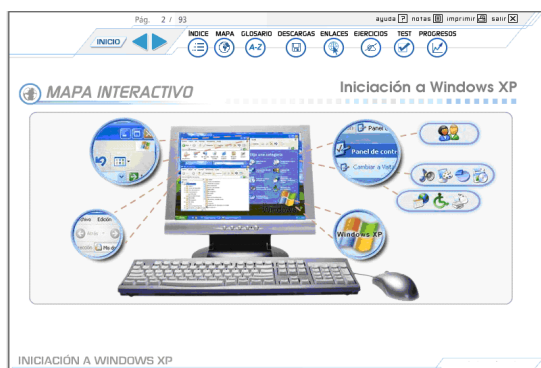 Pág. 2 / 93
ayuda ? notas imprimir salir X
INICIO
ÍNDICE MAPA GLOSARIO DESCARGAS ENLACES EJERCICIOS TEST PROGRESOS
A-Z
MAPA INTERACTIVO
Iniciación a Windows XP
Panel de contr
Cambiar a Vist
Edición
Atrás
Windows XP
INICIACIÓN A WINDOWS XP